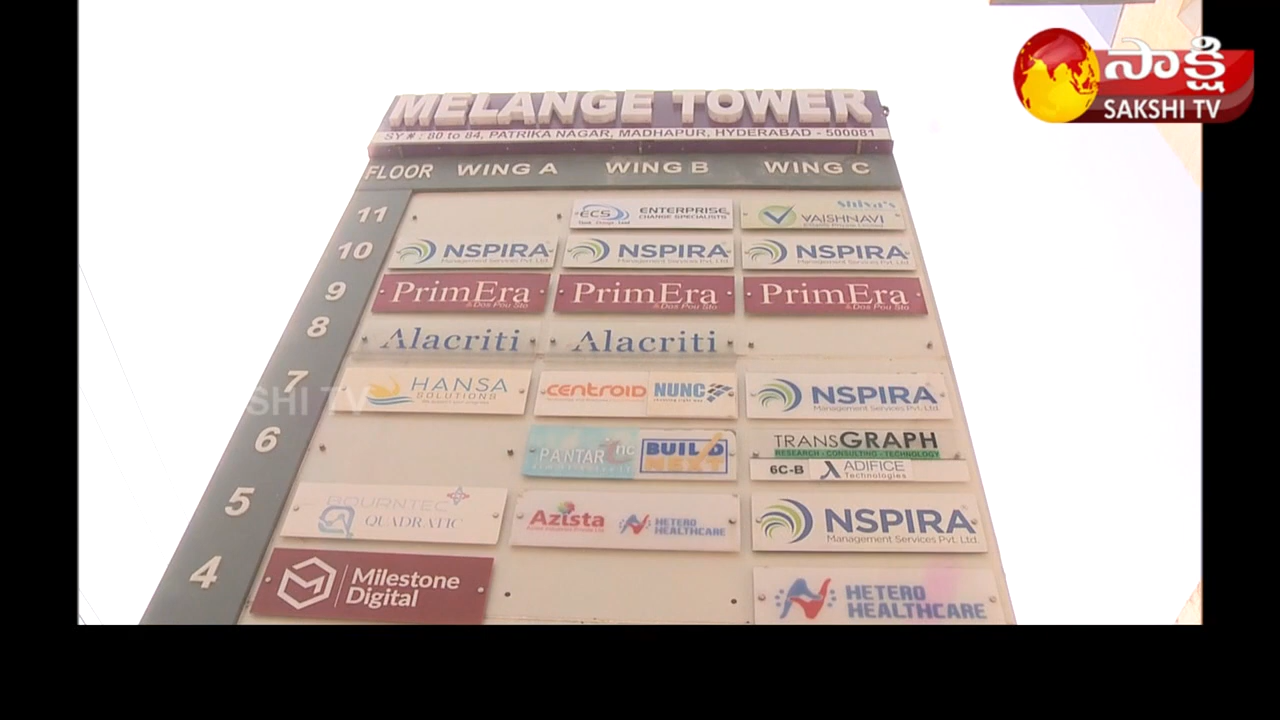 సాక్షి
SAKSHI TV
MELANGE TOWER
SY # : 80 to 84, PATRIKA NAGAR, MADHAPUR, HYDERABAD - 500081
FLOOR WING A WING B WING C
11 ECS ENTERPRISE CHANGE SPECIALISTS Shiva's VAISHNAVI
10 NSPIRA Management Services Pvt. Ltd. NSPIRA Management Services Pvt. Ltd. NSPIRA Management Services Pvt. Ltd.
9 PrimEra PrimEra PrimEra
8 Alacriti Alacriti
7 HANSA SOLUTIONS centroid NUNC NSPIRA Management Services Pvt. Ltd.
6 PANTAR BUILD NEXT TRANSGRAPH
RESEARCH - CONSULTING - TECHNOLOGY
6C-B ADIFICE Technologies
5 BOURNTEC QUADRATIC Azista HETERO HEALTHCARE NSPIRA Management Services Pvt. Ltd.
4 Milestone Digital HETERO HEALTHCARE
SHI TV